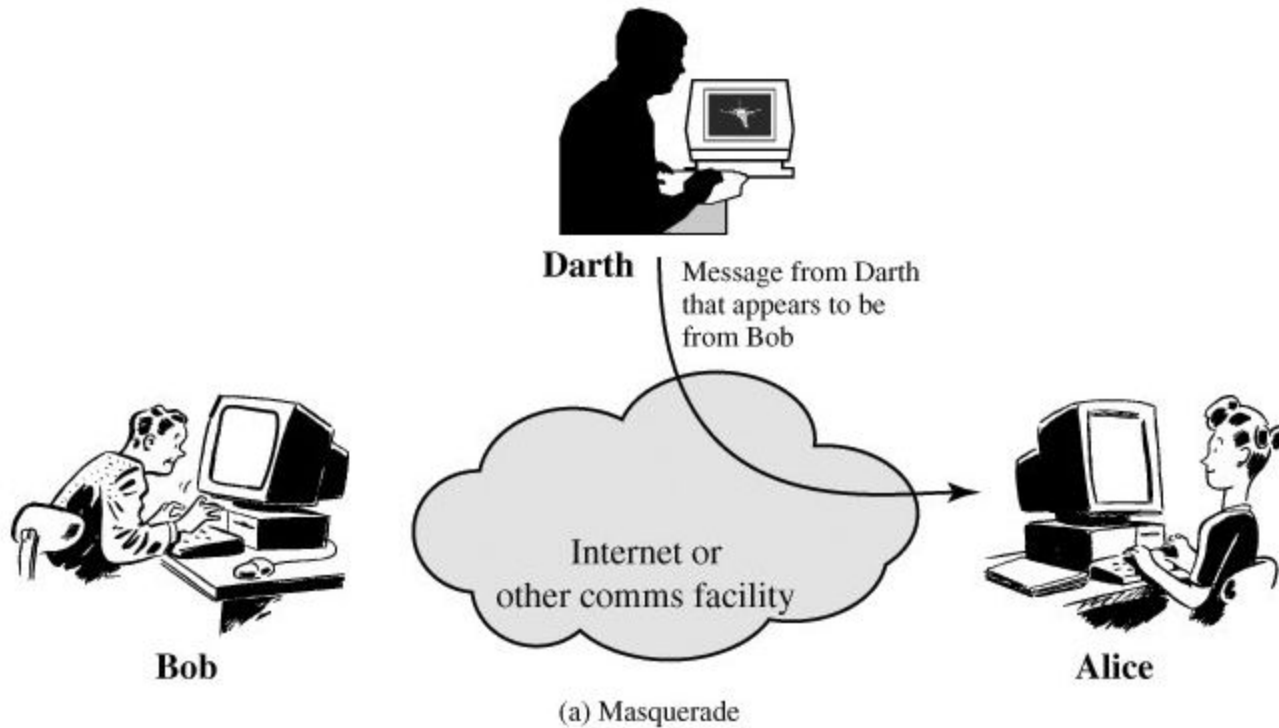 Darth
Message from Darth
that appears to be
from Bob
Internet or
other comms facility
Bob
Alice
(a) Masquerade